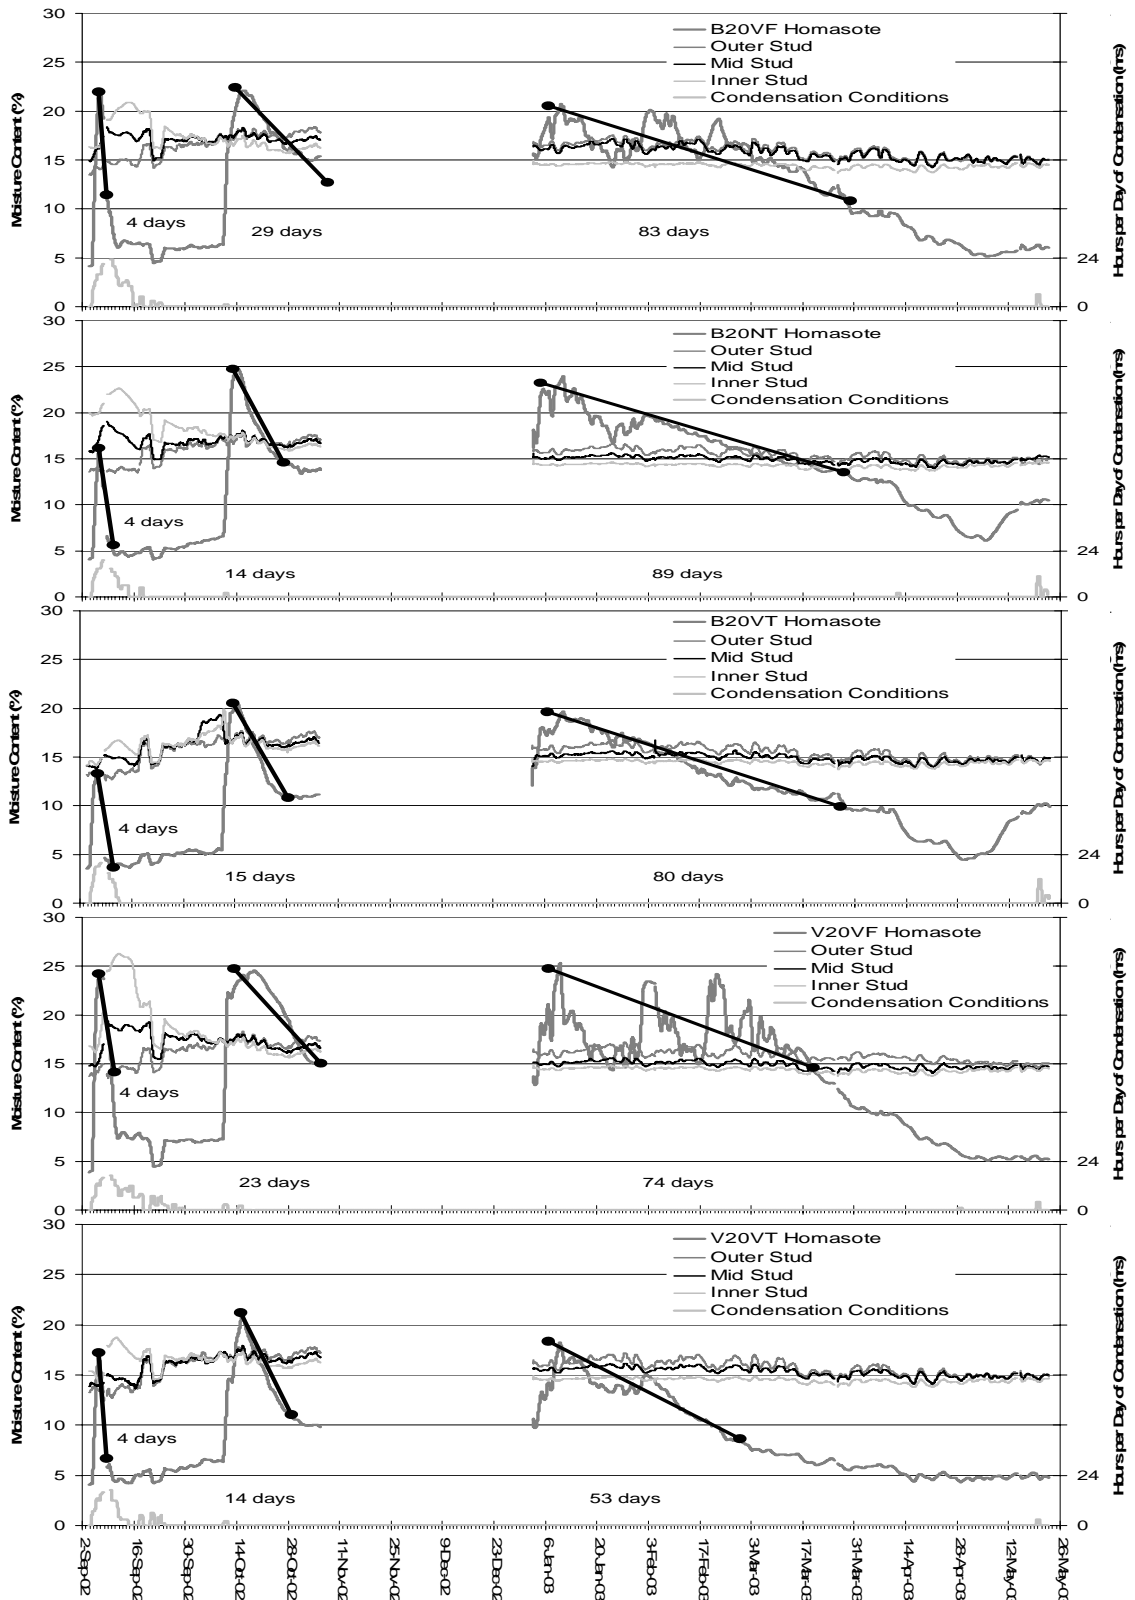 30
25
20
15
10
5
0
Moisture Content (%)
B20VF Homasote
Outer Stud
Mid Stud
Inner Stud
Condensation Conditions
4 days
29 days
83 days
24
0
Hours per Day of Condensation (hrs)
30
25
20
15
10
5
0
Moisture Content (%)
B20NT Homasote
Outer Stud
Mid Stud
Inner Stud
Condensation Conditions
4 days
14 days
89 days
24
0
Hours per Day of Condensation (hrs)
30
25
20
15
10
5
0
Moisture Content (%)
B20VT Homasote
Outer Stud
Mid Stud
Inner Stud
Condensation Conditions
4 days
15 days
80 days
24
0
Hours per Day of Condensation (hrs)
30
25
20
15
10
5
0
Moisture Content (%)
V20VF Homasote
Outer Stud
Mid Stud
Inner Stud
Condensation Conditions
4 days
23 days
74 days
24
0
Hours per Day of Condensation (hrs)
30
25
20
15
10
5
0
Moisture Content (%)
V20VT Homasote
Outer Stud
Mid Stud
Inner Stud
Condensation Conditions
4 days
14 days
53 days
24
0
Hours per Day of Condensation (hrs)
2-Sep-02
16-Sep-02
30-Sep-02
14-Oct-02
28-Oct-02
11-Nov-02
25-Nov-02
9-Dec-02
23-Dec-02
6-Jan-03
20-Jan-03
3-Feb-03
17-Feb-03
3-Mar-03
17-Mar-03
31-Mar-03
14-Apr-03
28-Apr-03
12-May-03
26-May-03